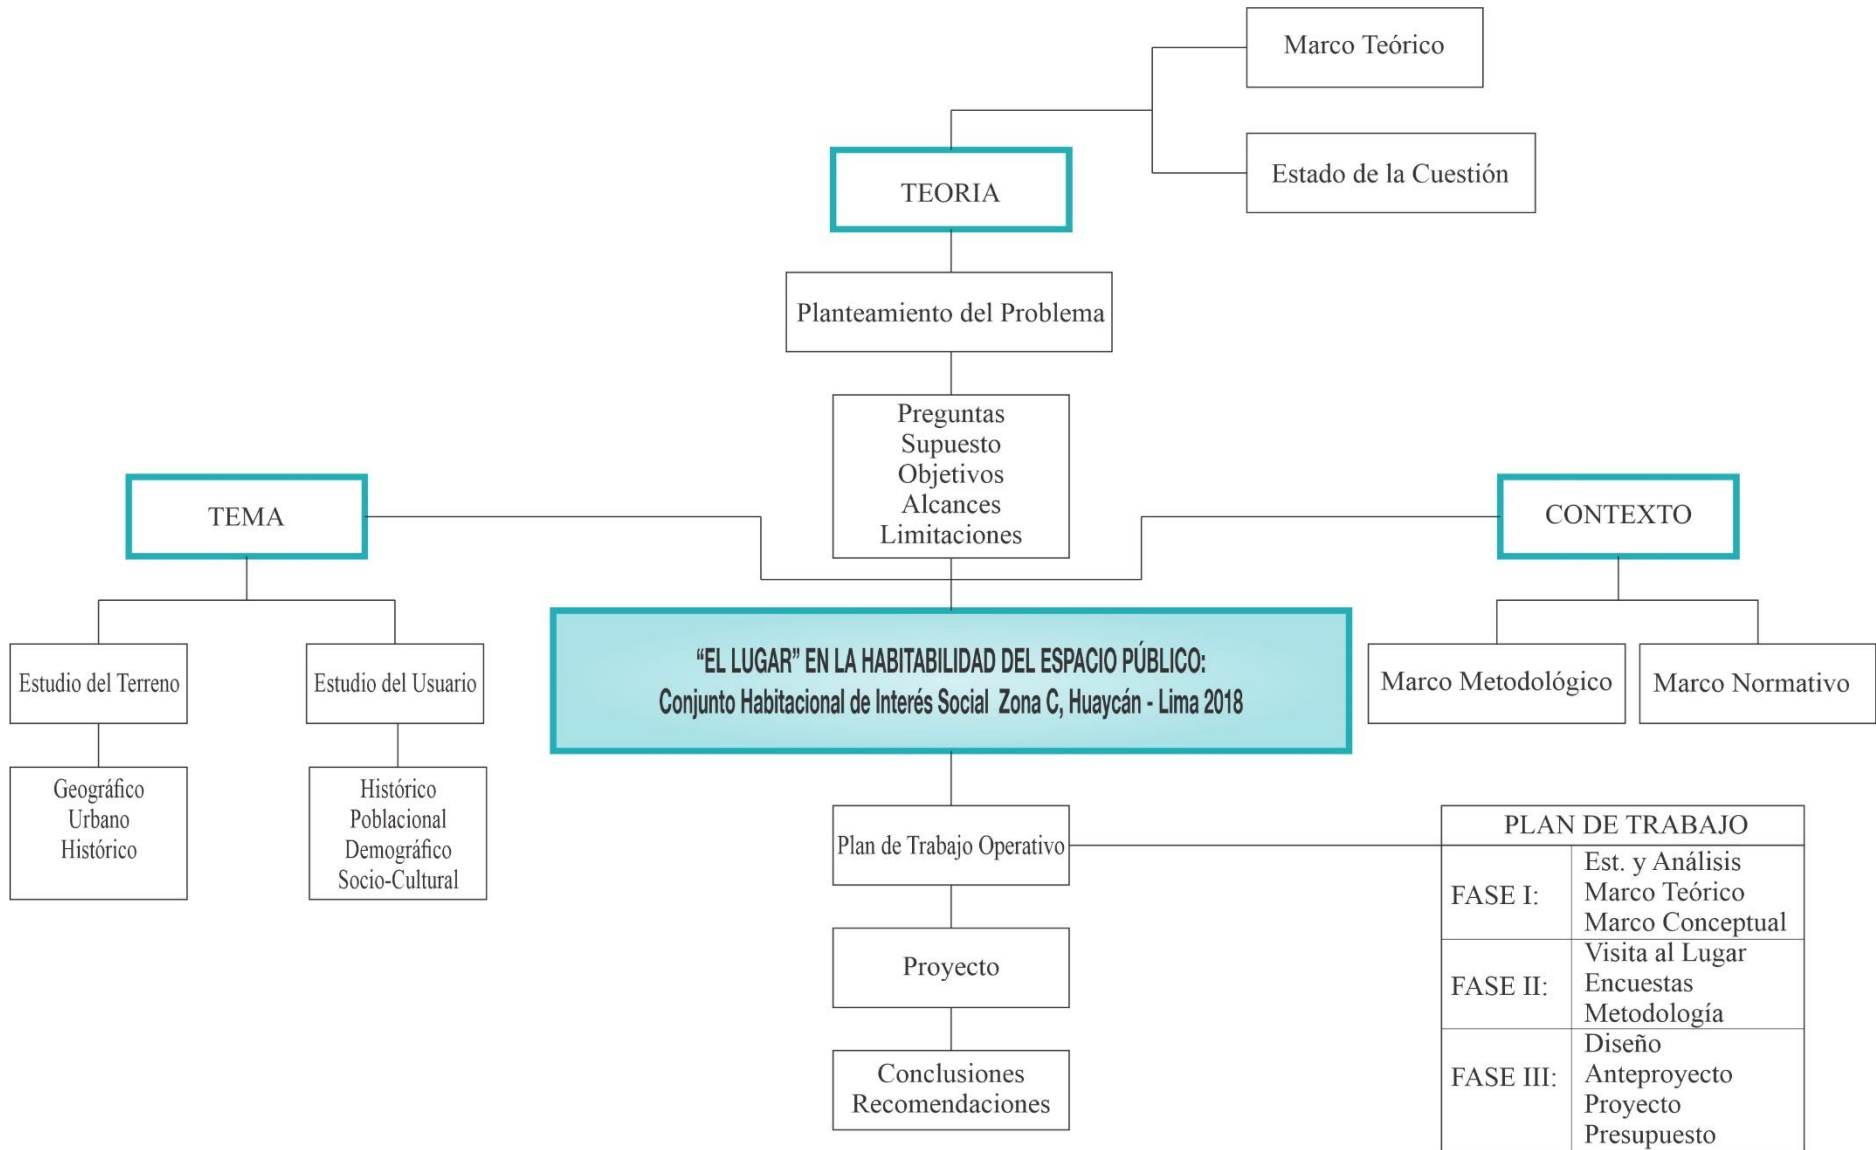 Marco Teórico
Estado de la Cuestión
TEORIA
Planteamiento del Problema
Preguntas
Supuesto
Objetivos
Alcances
Limitaciones
TEMA
CONTEXTO
Estudio del Terreno
Estudio del Usuario
Geográfico
Urbano
Histórico
Histórico
Poblacional
Demográfico
Socio-Cultural
“EL LUGAR” EN LA HABITABILIDAD DEL ESPACIO PÚBLICO:
Conjunto Habitacional de Interés Social Zona C, Huaycán - Lima 2018
Marco Metodológico
Marco Normativo
Plan de Trabajo Operativo
Proyecto
Conclusiones
Recomendaciones
PLAN DE TRABAJO
FASE I:
Est. y Análisis
Marco Teórico
Marco Conceptual
FASE II:
Visita al Lugar
Encuestas
Metodología
FASE III:
Diseño
Anteproyecto
Proyecto
Presupuesto